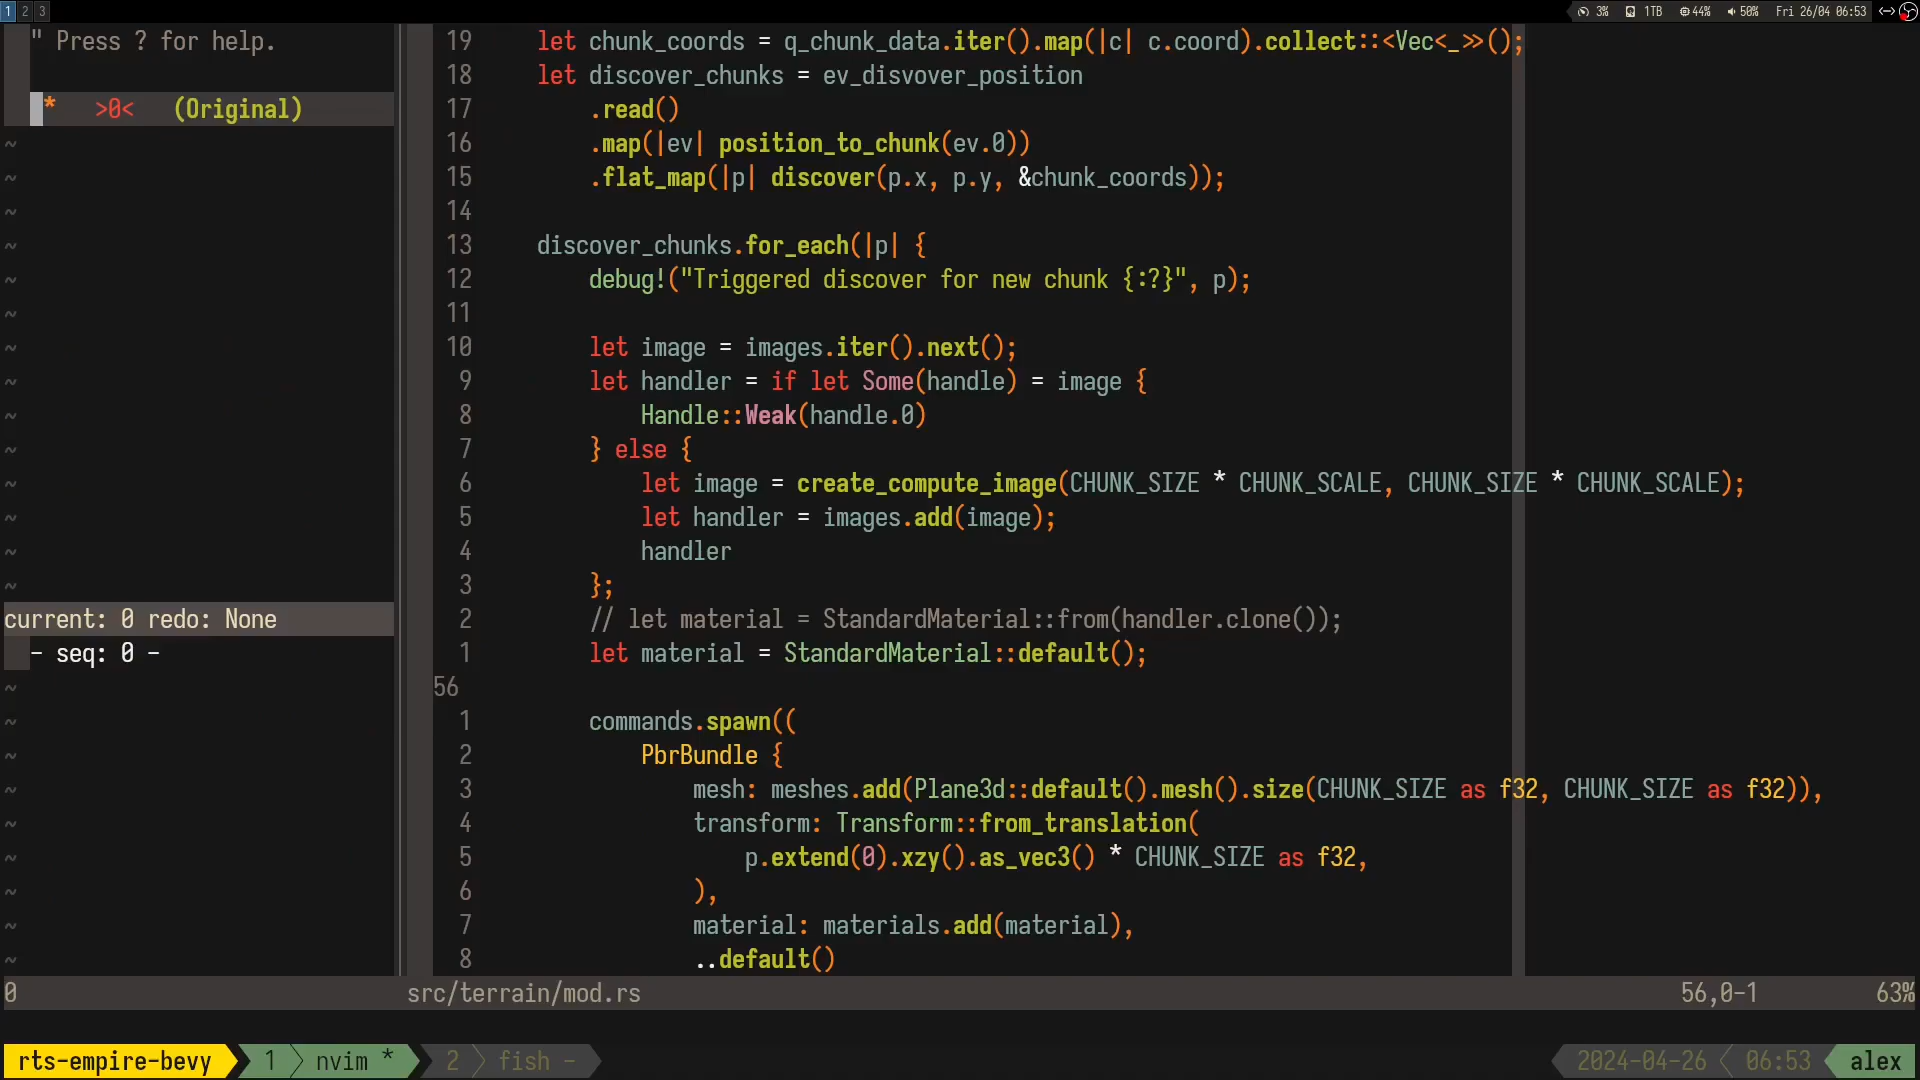 1 2 3
3% 1TB 44% 50% Fri 26/04 06:53
" Press ? for help.
* >0< (Original)
~
~
~
~
~
~
~
~
~
~
~
~
~
~
current: 0 redo: None
- seq: 0 -
~
~
~
~
~
~
~
~
~
19 let chunk_coords = q_chunk_data.iter().map(|c| c.coord).collect::<Vec<_>>();
18 let discover_chunks = ev_disvover_position
17 .read()
16 .map(|ev| position_to_chunk(ev.0))
15 .flat_map(|p| discover(p.x, p.y, &chunk_coords));
14
13 discover_chunks.for_each(|p| {
12 debug!("Triggered discover for new chunk {:?}", p);
11
10 let image = images.iter().next();
9 let handler = if let Some(handle) = image {
8 Handle::Weak(handle.0)
7 } else {
6 let image = create_compute_image(CHUNK_SIZE * CHUNK_SCALE, CHUNK_SIZE * CHUNK_SCALE);
5 let handler = images.add(image);
4 handler
3 };
2 // let material = StandardMaterial::from(handler.clone());
1 let material = StandardMaterial::default();
56
1 commands.spawn((
2 PbrBundle {
3 mesh: meshes.add(Plane3d::default().mesh().size(CHUNK_SIZE as f32, CHUNK_SIZE as f32)),
4 transform: Transform::from_translation(
5 p.extend(0).xzy().as_vec3() * CHUNK_SIZE as f32,
6 ),
7 material: materials.add(material),
8 ..default()
0 src/terrain/mod.rs 56,0-1 63%
rts-empire-bevy 1 nvim * 2 fish - 2024-04-26 06:53 alex